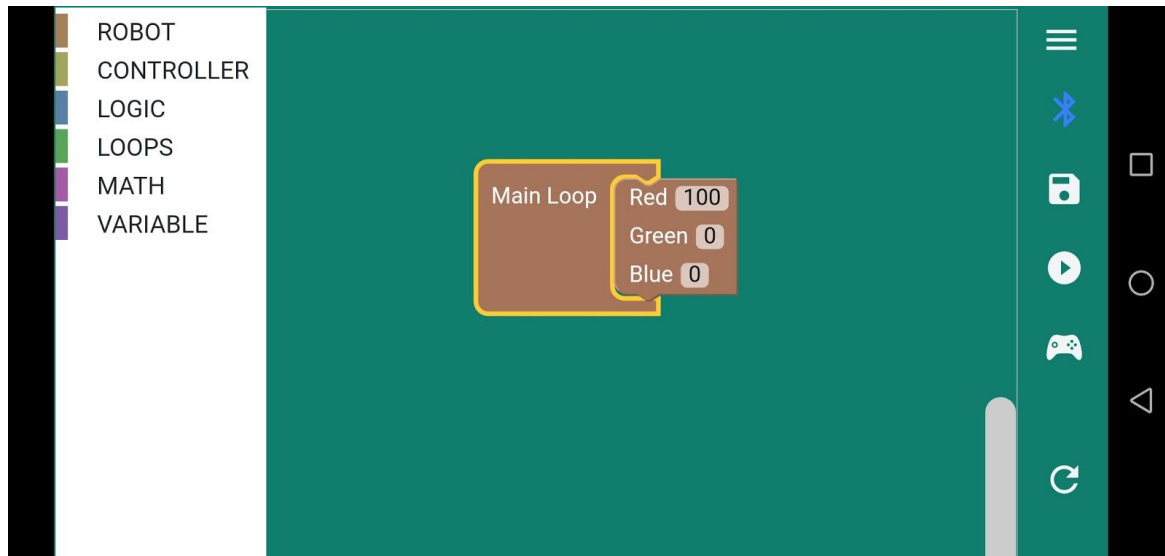 ROBOT
CONTROLLER
LOGIC
LOOPS
MATH
VARIABLE
Main Loop
Red 100
Green 0
Blue 0